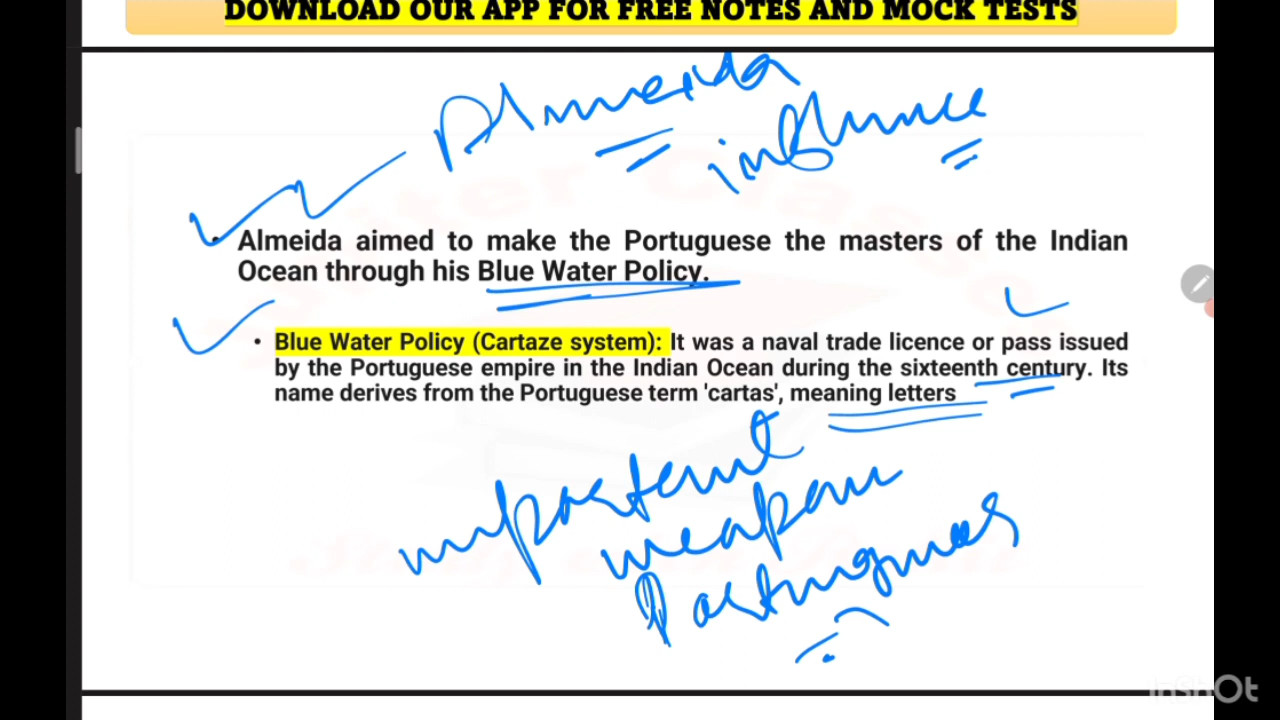 DOWNLOAD OUR APP FOR FREE NOTES AND MOCK TESTS
Almeida
influence
• Almeida aimed to make the Portuguese the masters of the Indian
Ocean through his Blue Water Policy.
• Blue Water Policy (Cartaze system): It was a naval trade licence or pass issued
by the Portuguese empire in the Indian Ocean during the sixteenth century. Its
name derives from the Portuguese term 'cartas', meaning letters
important
weapon
Portugues
InShOt